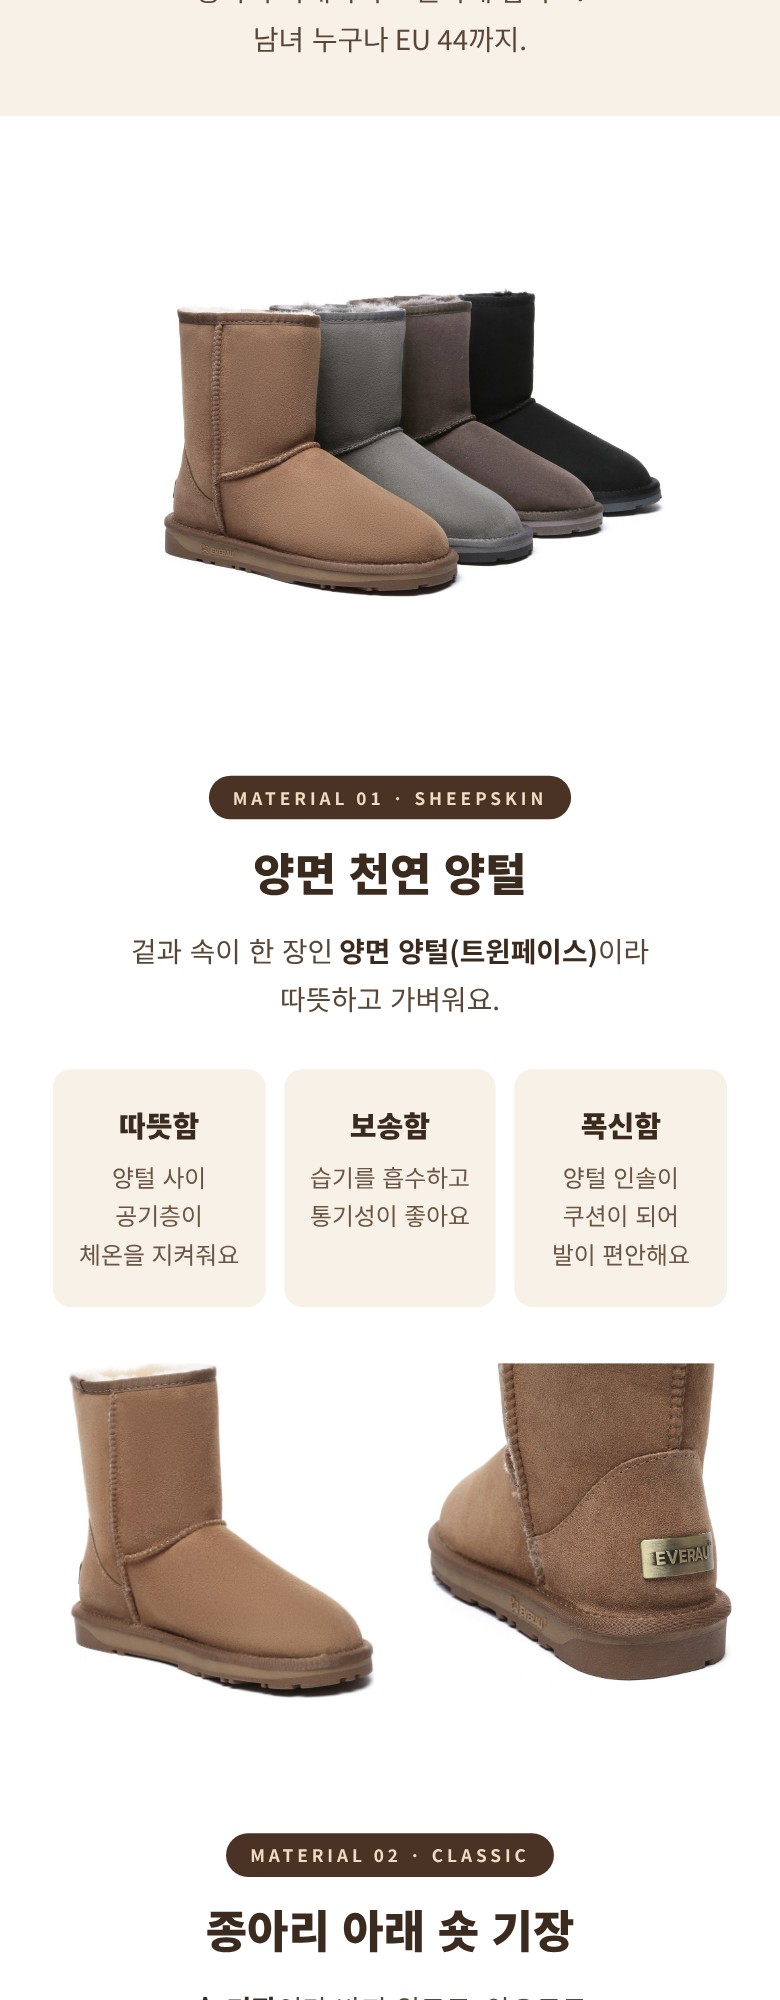 남녀 누구나 EU 44까지.
EVERAU
MATERIAL 01 · SHEEPSKIN
양면 천연 양털
겉과 속이 한 장인 양면 양털(트윈페이스)이라
따뜻하고 가벼워요.
따뜻함
양털 사이
공기층이
체온을 지켜줘요
보송함
습기를 흡수하고
통기성이 좋아요
폭신함
양털 인솔이
쿠션이 되어
발이 편안해요
EVERAU
EVERAU
MATERIAL 02 · CLASSIC
종아리 아래 숏 기장